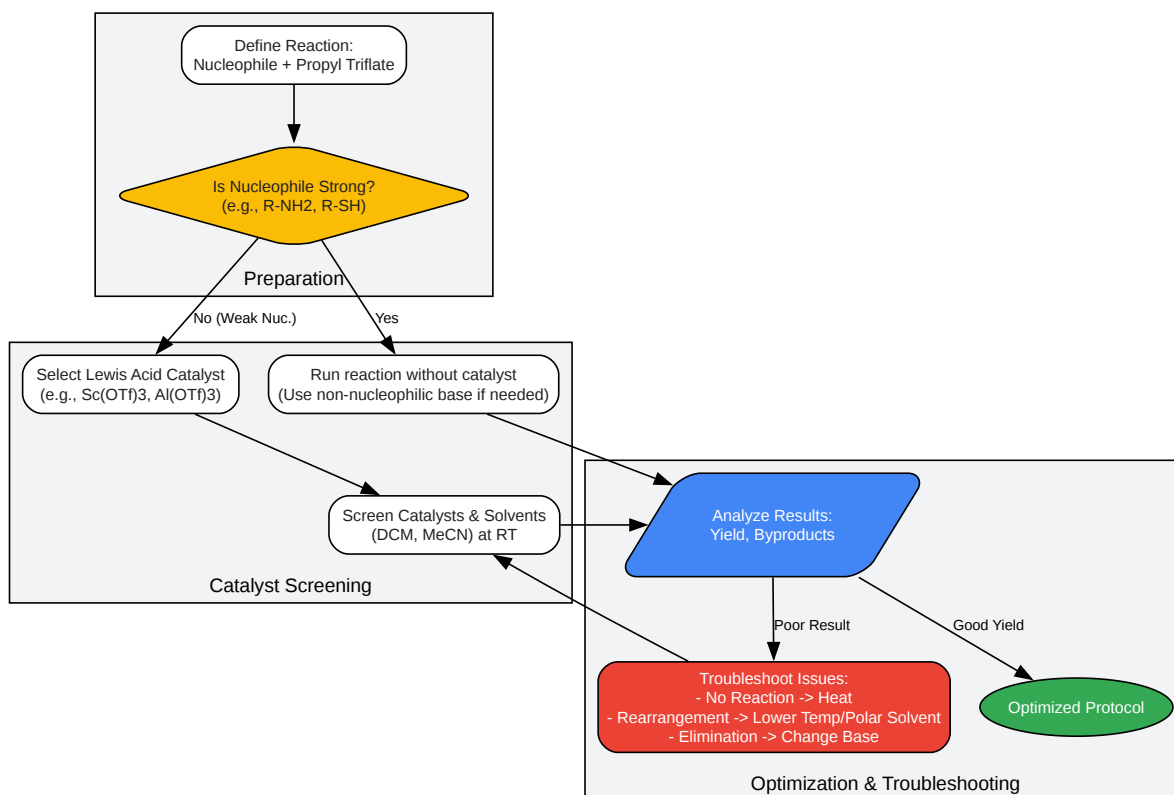 Define Reaction:
Nucleophile + Propyl Triflate
Is Nucleophile Strong?
(e.g., R-NH2, R-SH)
Preparation
No (Weak Nuc.)
Yes
Select Lewis Acid Catalyst
(e.g., Sc(OTf)3, Al(OTf)3)
Run reaction without catalyst
(Use non-nucleophilic base if needed)
Screen Catalysts & Solvents
(DCM, MeCN) at RT
Catalyst Screening
Analyze Results:
Yield, Byproducts
Poor Result
Good Yield
Troubleshoot Issues:
- No Reaction -> Heat
- Rearrangement -> Lower Temp/Polar Solvent
- Elimination -> Change Base
Optimized Protocol
Optimization & Troubleshooting